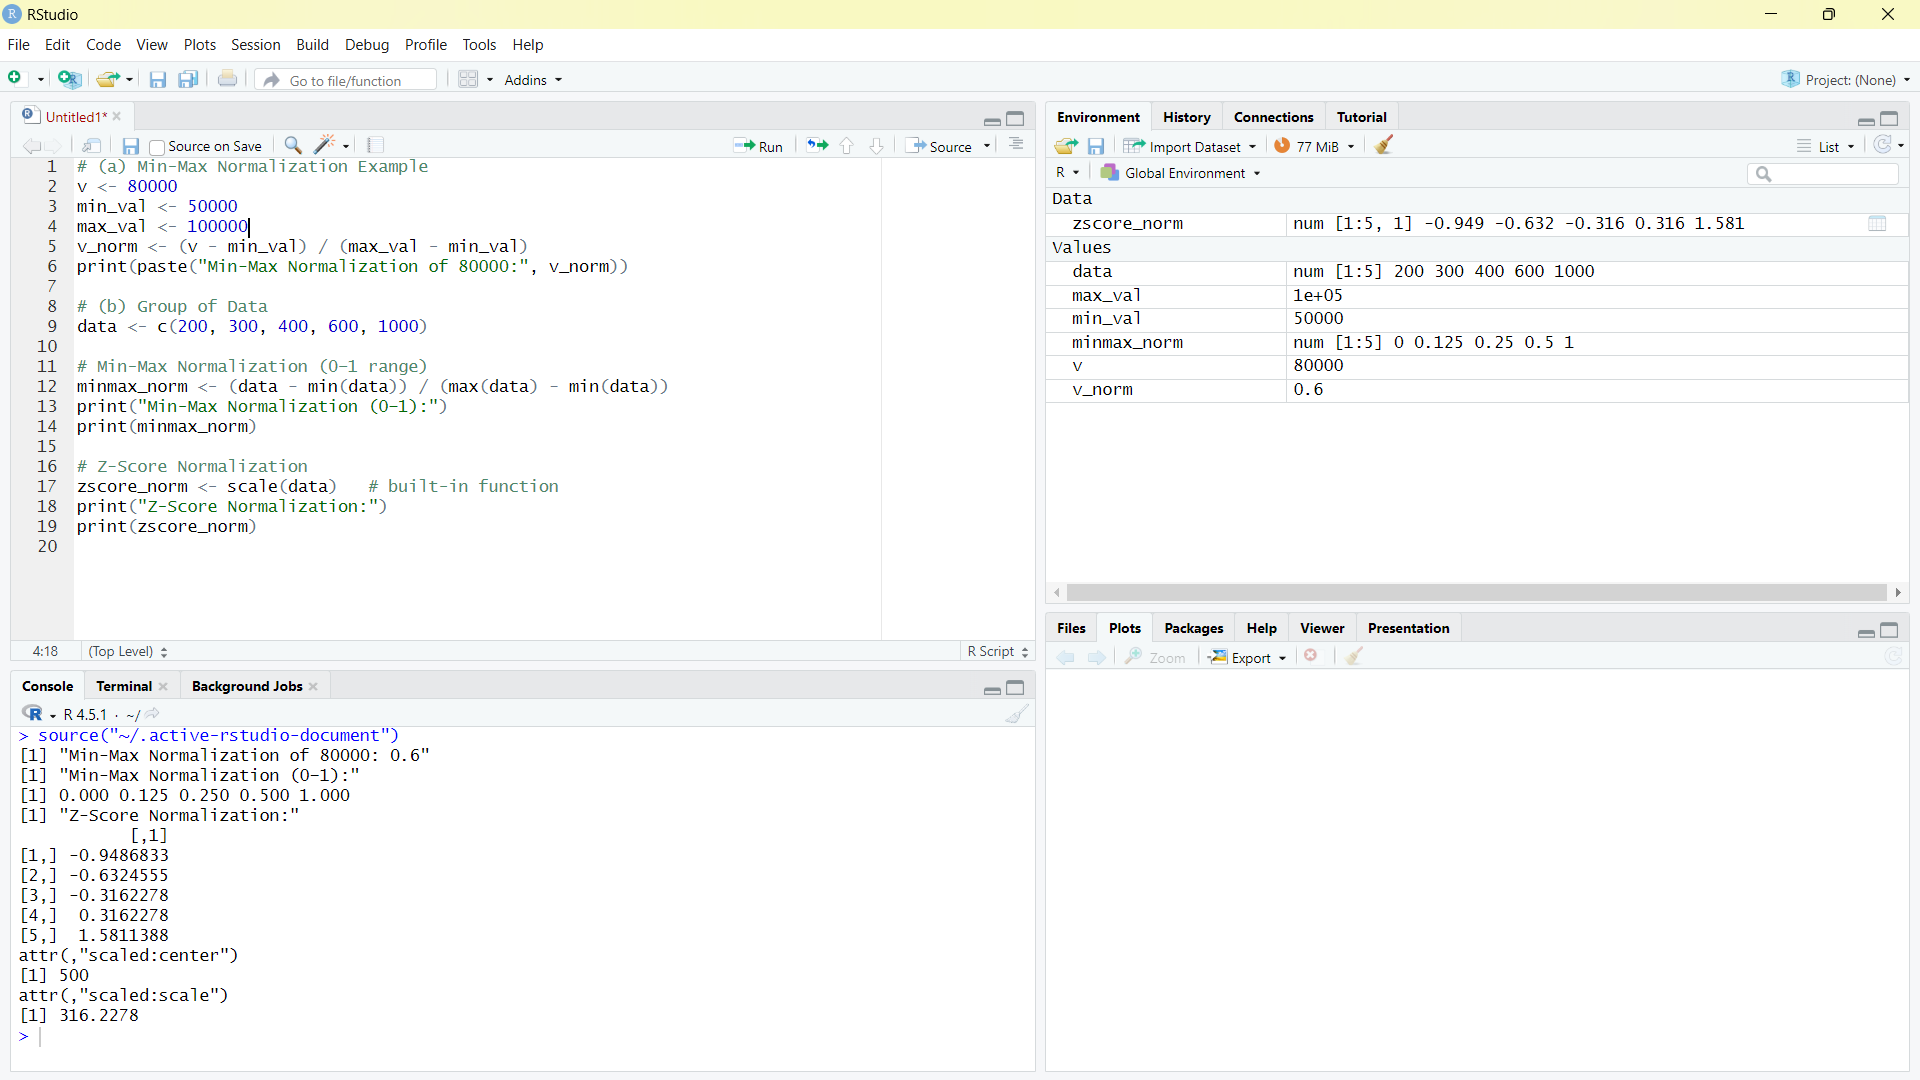 RStudio
File Edit Code View Plots Session Build Debug Profile Tools Help
Go to file/function Addins Project: (None)
Untitled1*
Source on Save Run Source
1 # (a) Min-Max Normalization Example
2 v <- 80000
3 min_val <- 50000
4 max_val <- 100000
5 v_norm <- (v - min_val) / (max_val - min_val)
6 print(paste("Min-Max Normalization of 80000:", v_norm))
7
8 # (b) Group of Data
9 data <- c(200, 300, 400, 600, 1000)
10
11 # Min-Max Normalization (0-1 range)
12 minmax_norm <- (data - min(data)) / (max(data) - min(data))
13 print("Min-Max Normalization (0-1):")
14 print(minmax_norm)
15
16 # Z-Score Normalization
17 zscore_norm <- scale(data)   # built-in function
18 print("Z-Score Normalization:")
19 print(zscore_norm)
20
4:18 (Top Level) R Script
Console Terminal Background Jobs
R R 4.5.1 · ~/
> source("~/.active-rstudio-document")
[1] "Min-Max Normalization of 80000: 0.6"
[1] "Min-Max Normalization (0-1):"
[1] 0.000 0.125 0.250 0.500 1.000
[1] "Z-Score Normalization:"
[,1]
[1,] -0.9486833
[2,] -0.6324555
[3,] -0.3162278
[4,]  0.3162278
[5,]  1.5811388
attr(,"scaled:center")
[1] 500
attr(,"scaled:scale")
[1] 316.2278
>
Environment History Connections Tutorial
Import Dataset 77 MiB List
R Global Environment
Data
zscore_norm num [1:5, 1] -0.949 -0.632 -0.316 0.316 1.581
Values
data num [1:5] 200 300 400 600 1000
max_val 1e+05
min_val 50000
minmax_norm num [1:5] 0 0.125 0.25 0.5 1
v 80000
v_norm 0.6
Files Plots Packages Help Viewer Presentation
Zoom Export